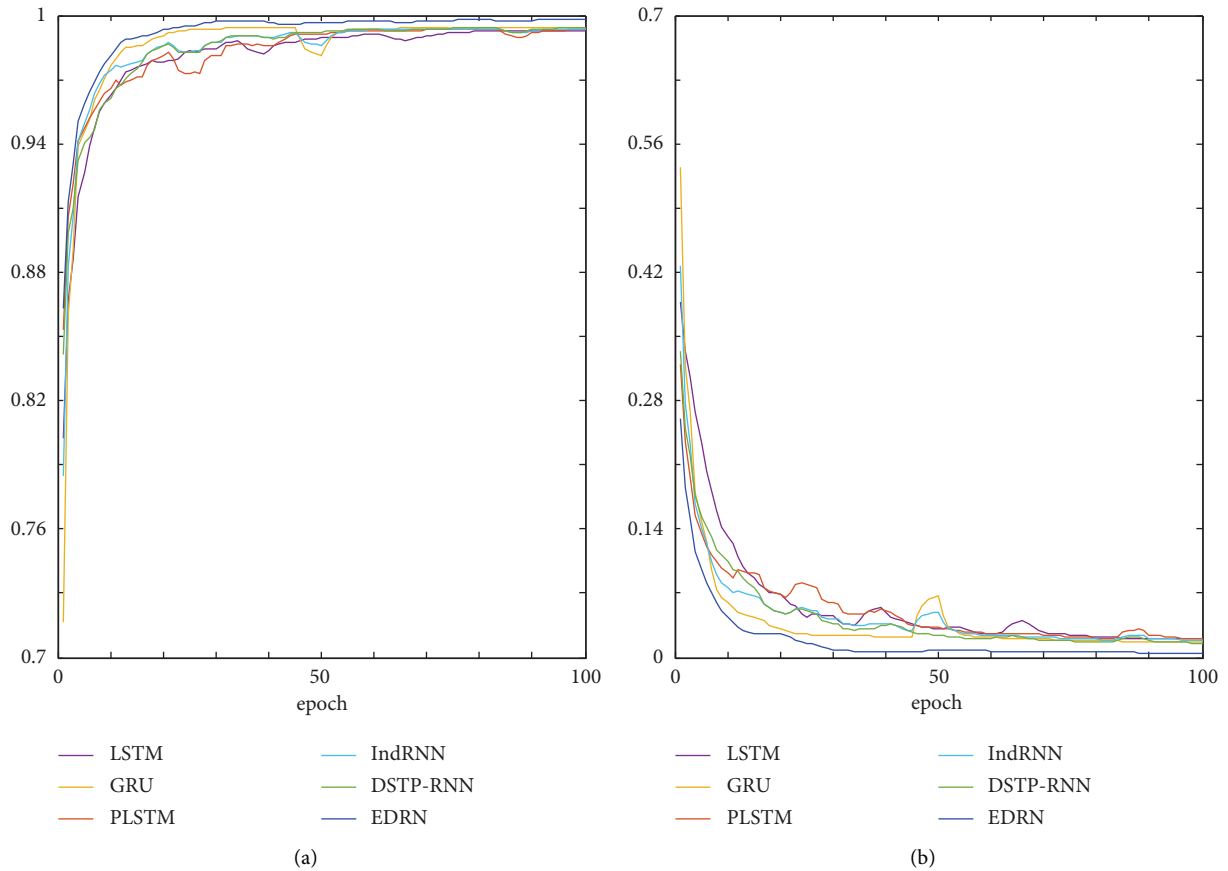 1
0.94
0.88
0.82
0.76
0.7
0 50 100
epoch
LSTM IndRNN
GRU DSTP-RNN
PLSTM EDRN
(a)
0.7
0.56
0.42
0.28
0.14
0
0 50 100
epoch
LSTM IndRNN
GRU DSTP-RNN
PLSTM EDRN
(b)